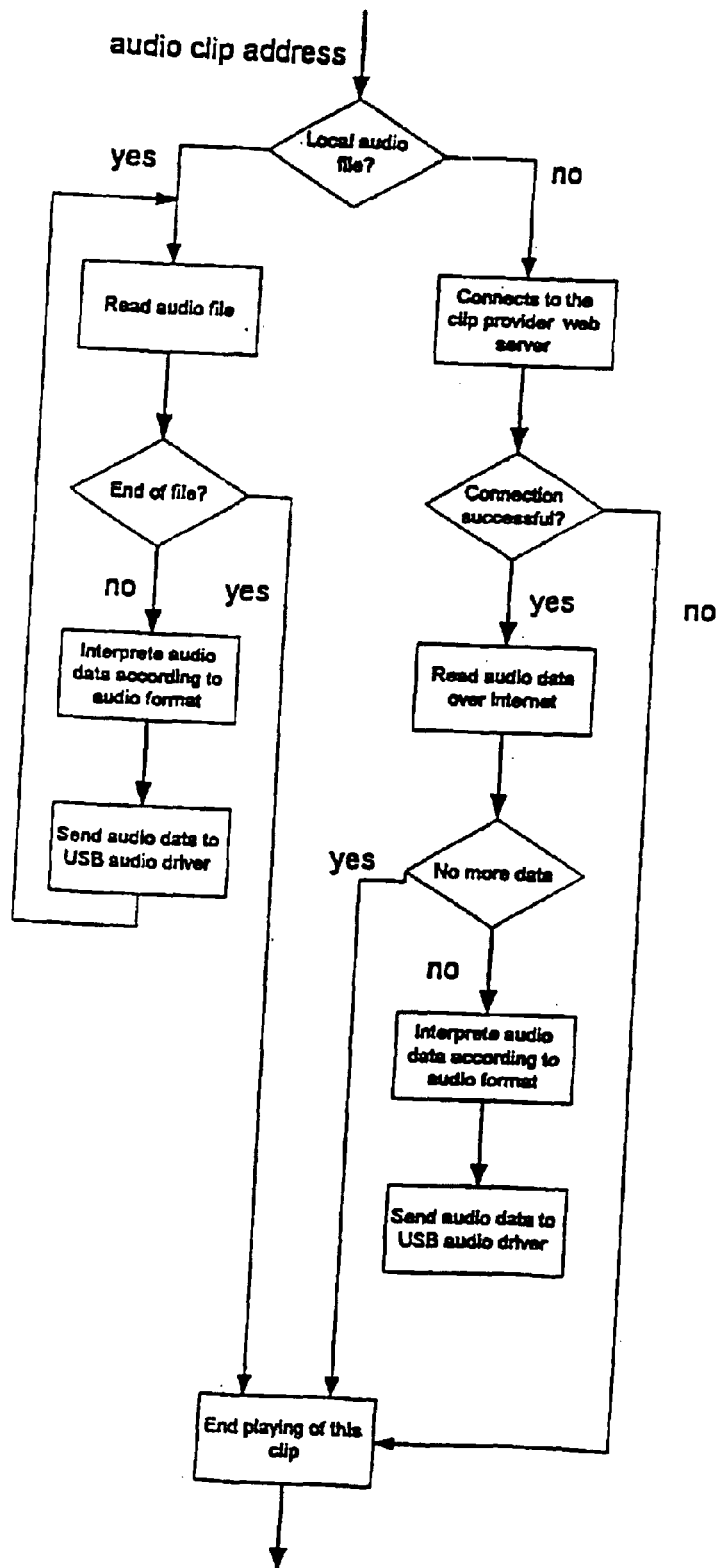 audio clip address
Local audio
file?
yes
no
Read audio file
Connects to the
clip provider web
server
End of file?
Connection
successful?
no
yes
yes
no
Interprete audio
data according to
audio format
Read audio data
over Internet
Send audio data to
USB audio driver
yes
No more data
no
Interprete audio
data according to
audio format
Send audio data to
USB audio driver
End playing of this
clip